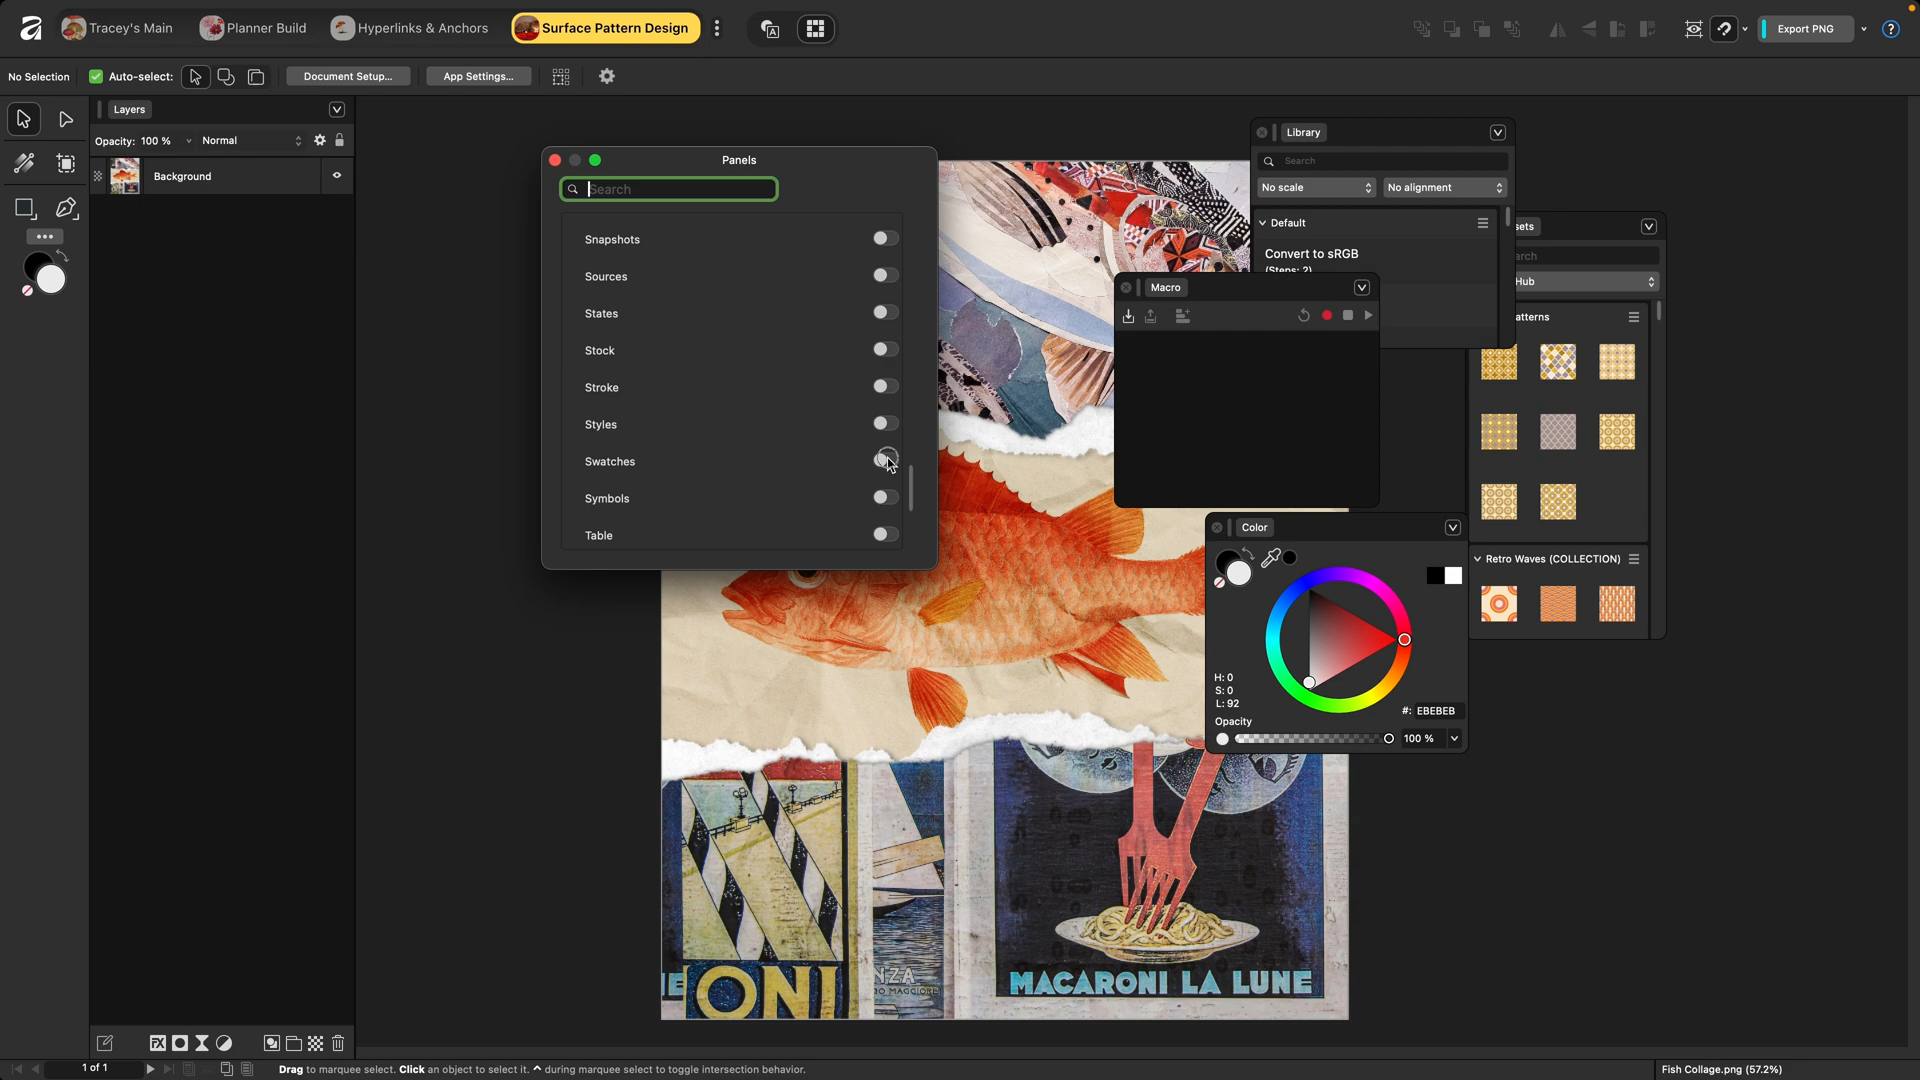 Tracey's Main
Planner Build
Hyperlinks & Anchors
Surface Pattern Design
Export PNG
No Selection
Auto-select:
Document Setup...
App Settings...
Layers
Opacity: 100 %
Normal
Background
Panels
Search
Snapshots
Sources
States
Stock
Stroke
Styles
Swatches
Symbols
Table
Library
Search
No scale
No alignment
Default
Convert to sRGB
(Steps: 2)
Macro
sets
arch
Hub
atterns
Retro Waves (COLLECTION)
Color
H: 0
S: 0
L: 92
#: EBEBEB
Opacity
100 %
ONI
NZA
MAGGIORE
MACARONI LA LUNE
1 of 1
Drag to marquee select. Click an object to select it. ^ during marquee select to toggle intersection behavior.
Fish Collage.png (57.2%)